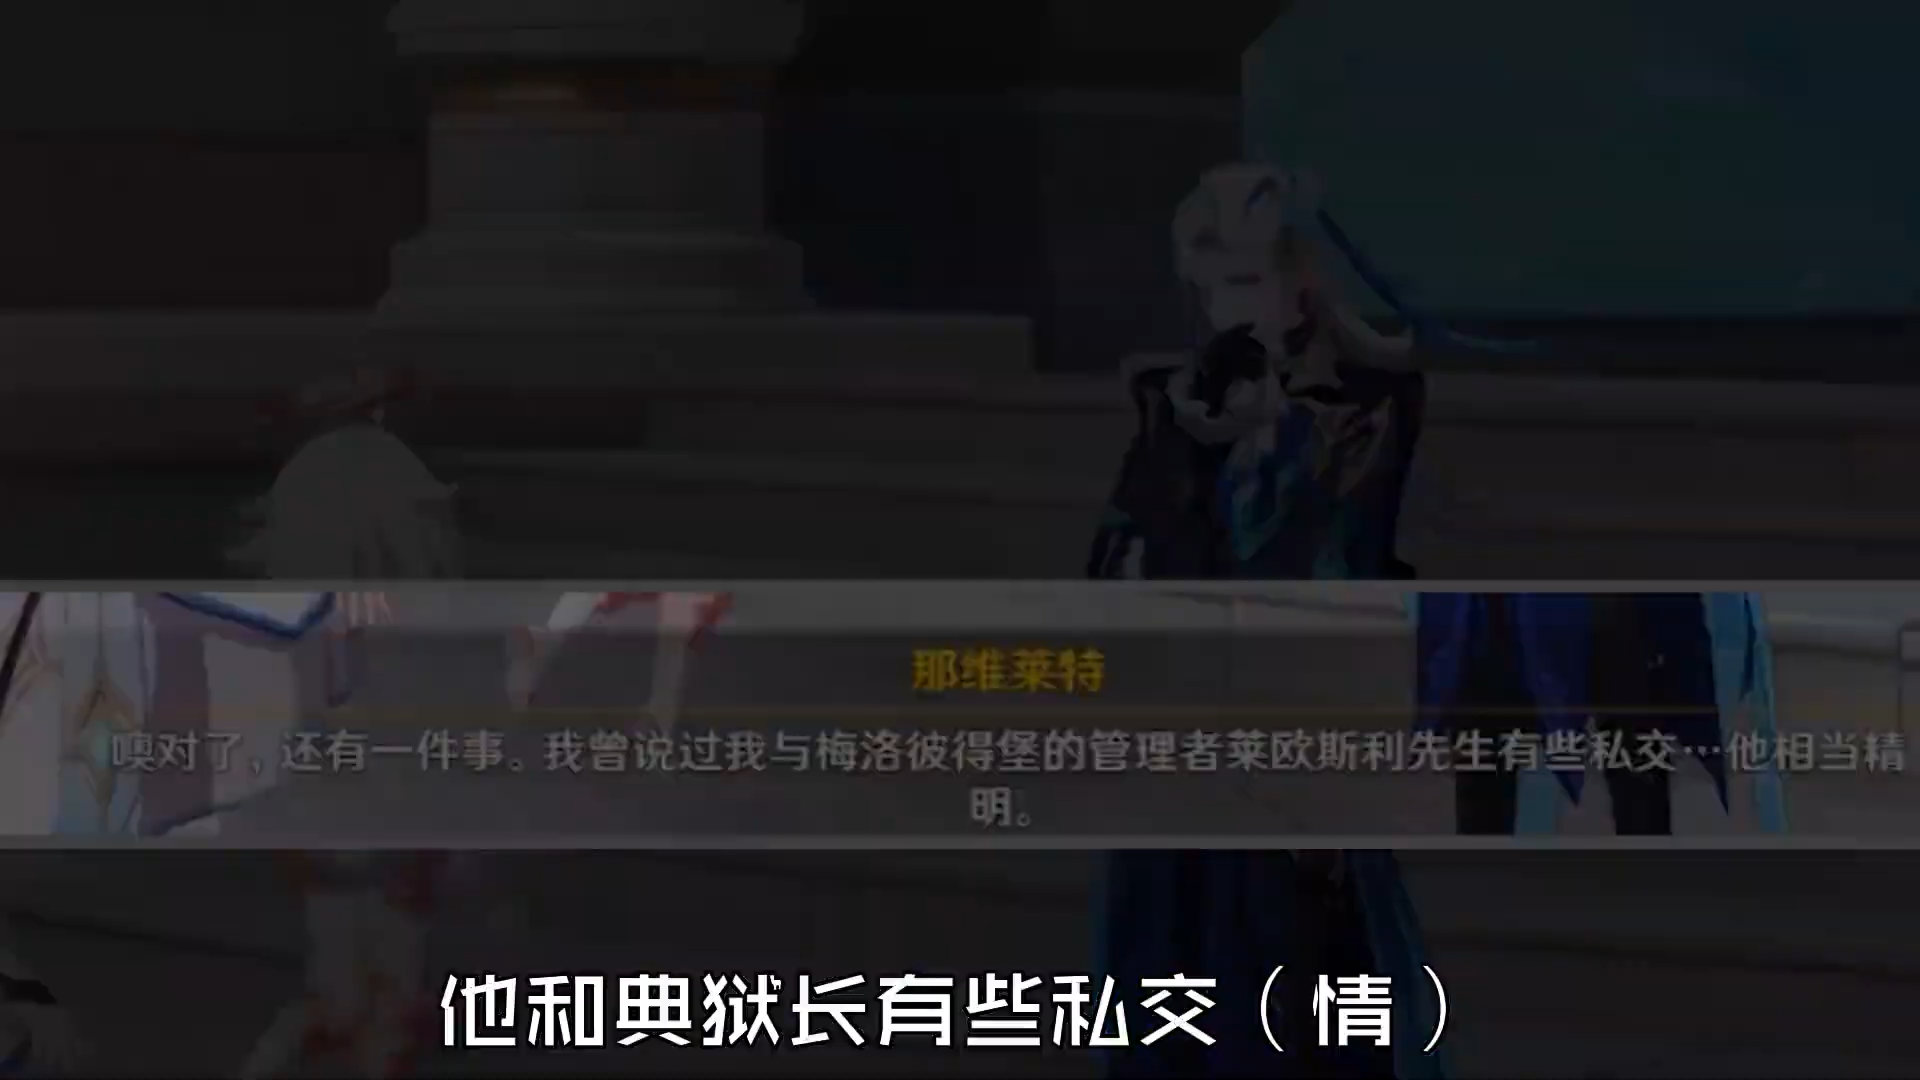 那维莱特
噢对了，还有一件事。我曾说过我与梅洛彼得堡的管理者莱欧斯利先生有些私交…他相当精
明。
他和典狱长有些私交（情）